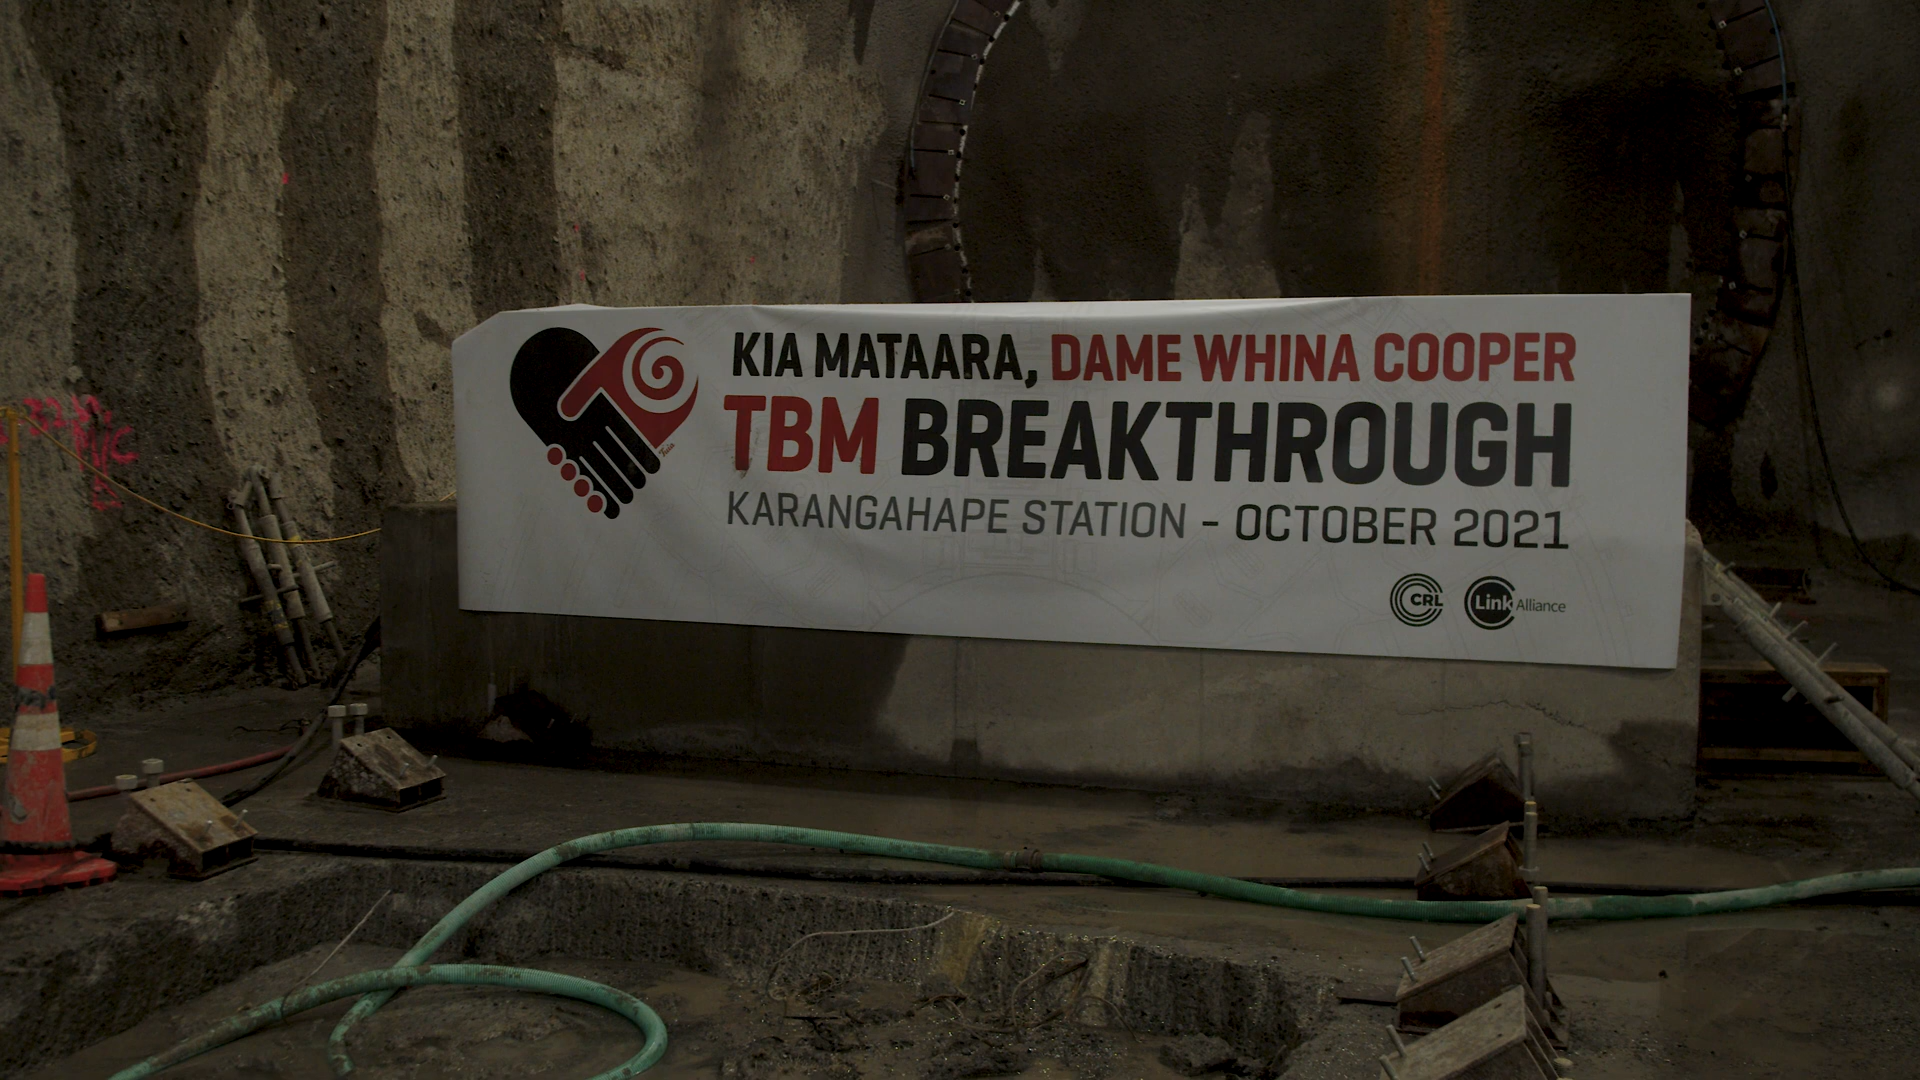 KIA MATAARA, DAME WHINA COOPER
TBM BREAKTHROUGH
KARANGAHAPE STATION - OCTOBER 2021
CRL
Link Alliance